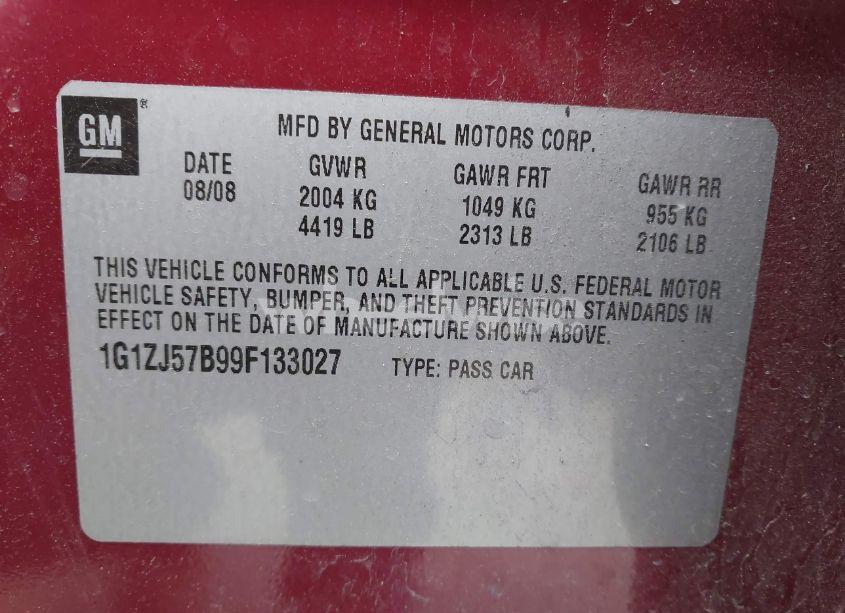 GM
MFD BY GENERAL MOTORS CORP.
DATE GVWR GAWR FRT GAWR RR
08/08 2004 KG 1049 KG 955 KG
4419 LB 2313 LB 2106 LB
THIS VEHICLE CONFORMS TO ALL APPLICABLE U.S. FEDERAL MOTOR
VEHICLE SAFETY, BUMPER, AND THEFT PREVENTION STANDARDS IN
EFFECT ON THE DATE OF MANUFACTURE SHOWN ABOVE.
1G1ZJ57B99F133027 TYPE: PASS CAR